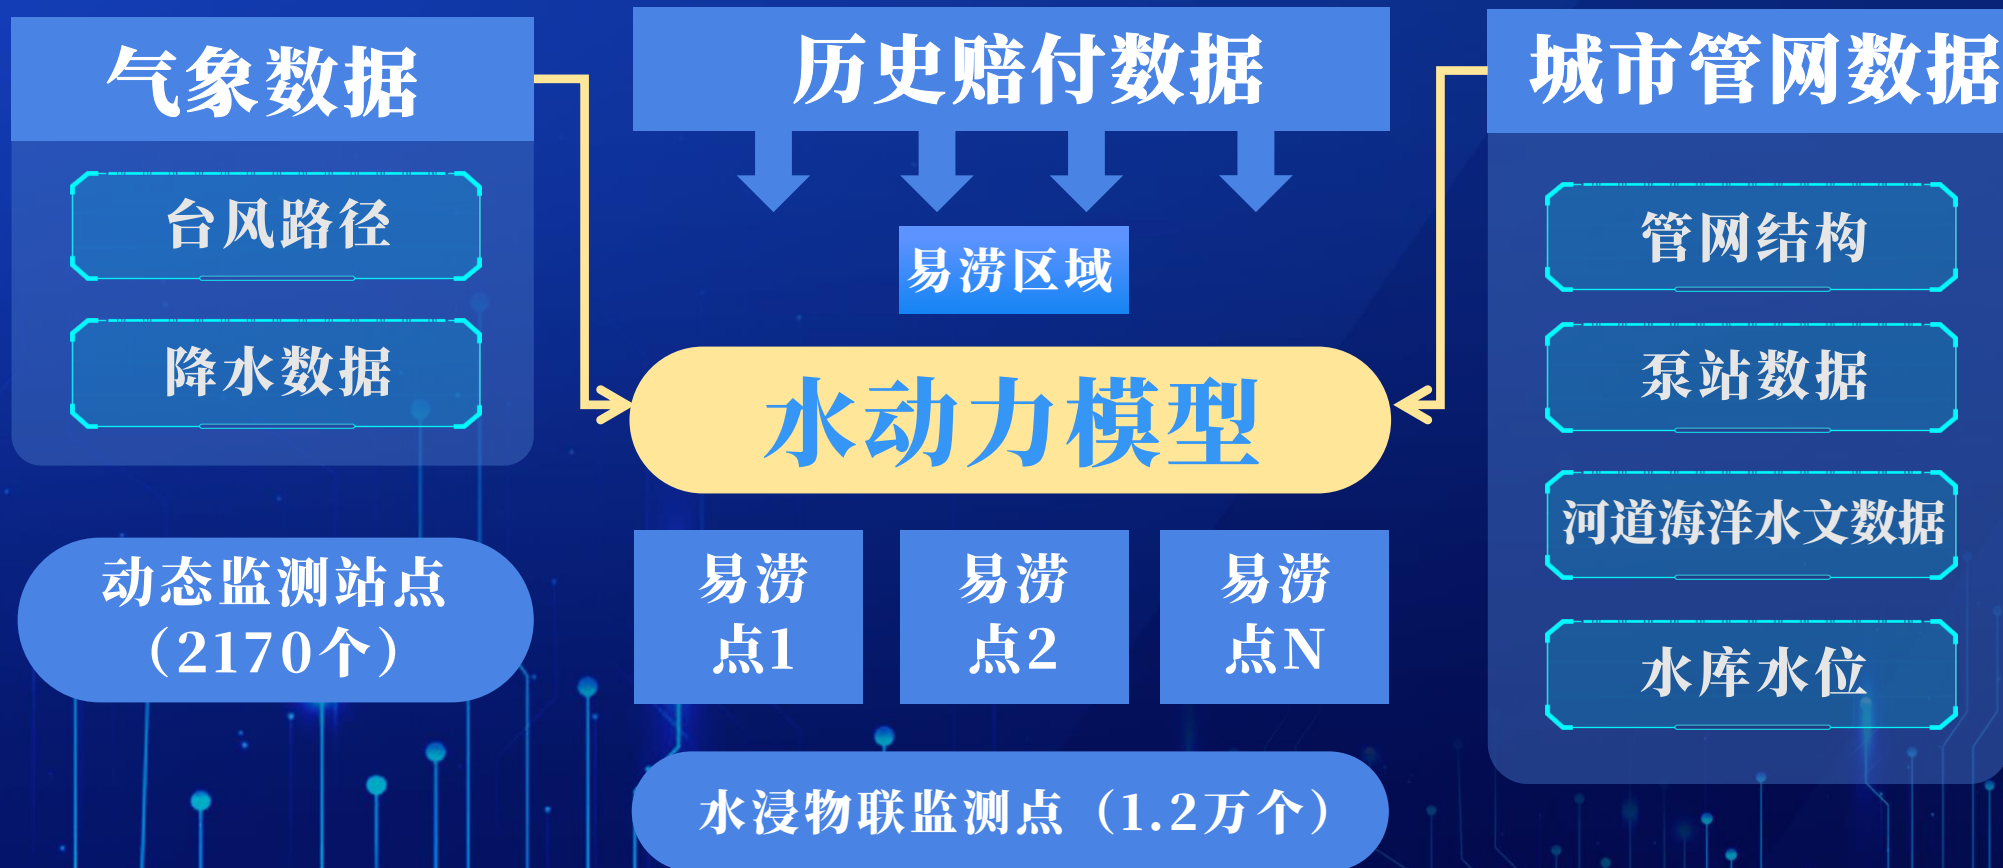 气象数据
台风路径
降水数据
动态监测站点
（2170个）
历史赔付数据
易涝区域
水动力模型
易涝
点1
易涝
点2
易涝
点N
水浸物联监测点（1.2万个）
城市管网数据
管网结构
泵站数据
河道海洋水文数据
水库水位